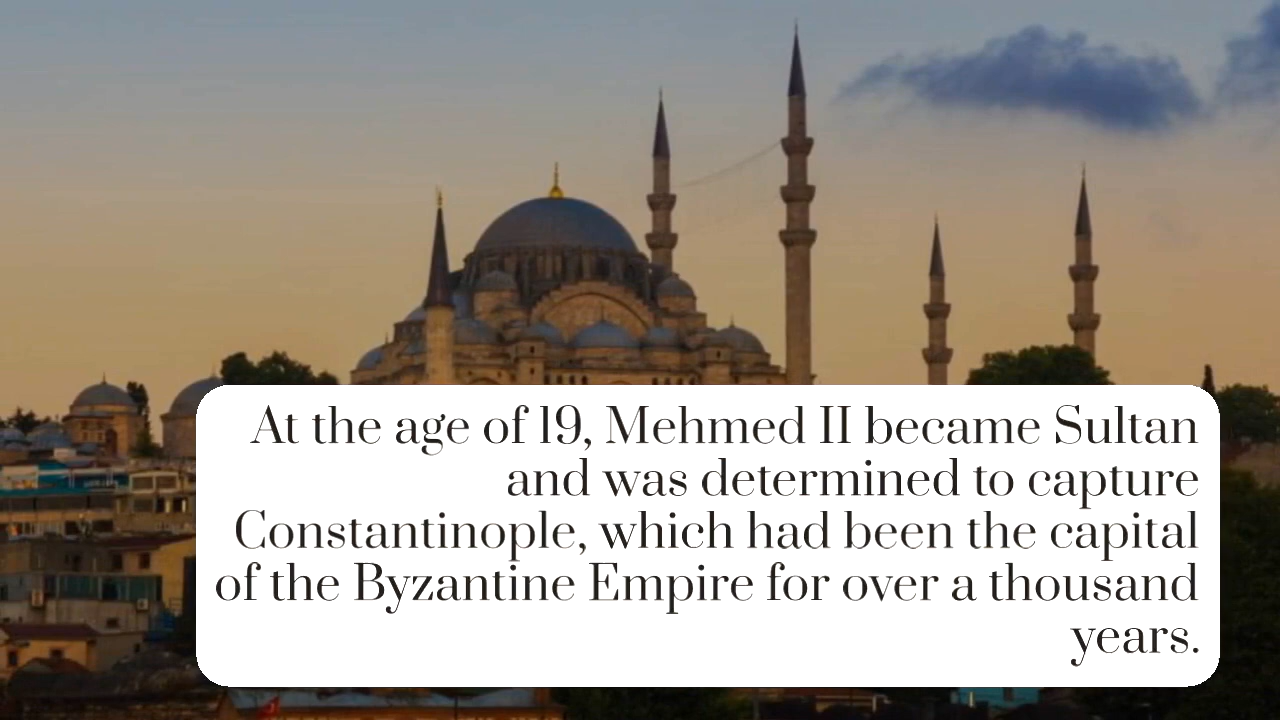 At the age of 19, Mehmed II became Sultan
and was determined to capture
Constantinople, which had been the capital
of the Byzantine Empire for over a thousand
years.